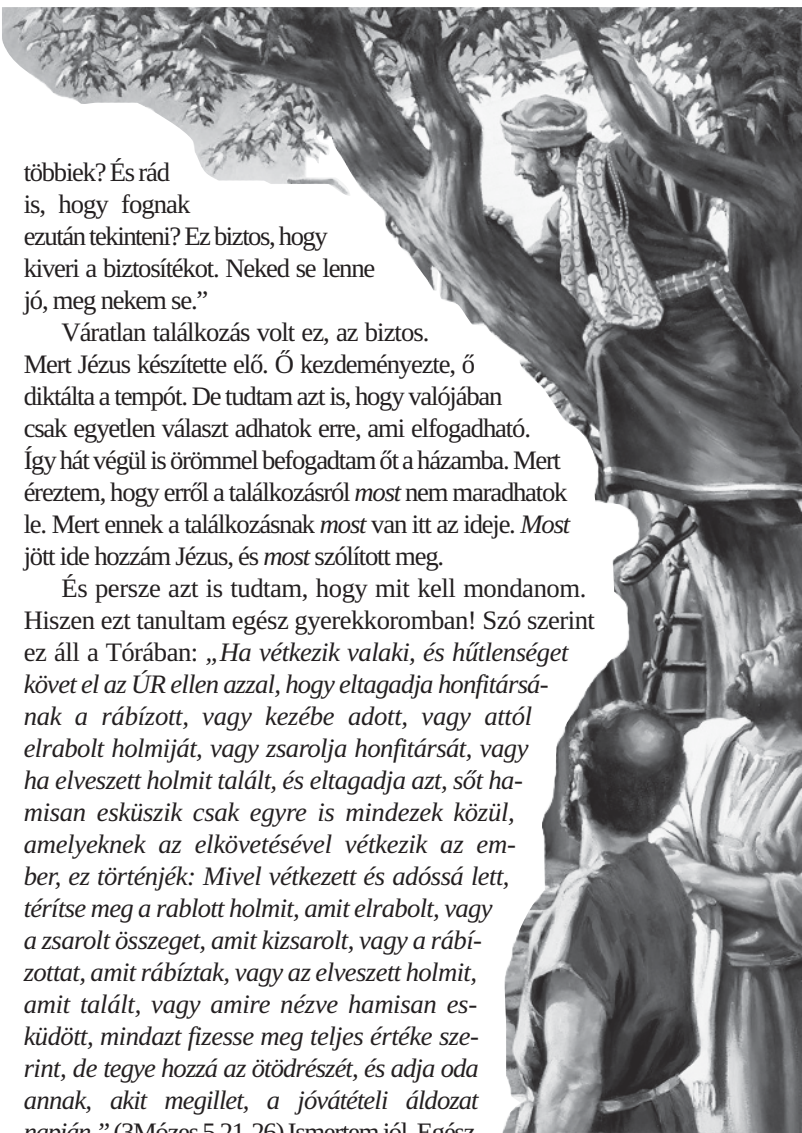 többiek? És rád
is, hogy fognak
ezután tekinteni? Ez biztos, hogy
kiveri a biztosítékot. Neked se lenne
jó, meg nekem se.”
Váratlan találkozás volt ez, az biztos.
Mert Jézus készítette elő. Ő kezdeményezte, ő
diktálta a tempót. De tudtam azt is, hogy valójában
csak egyetlen választ adhatok erre, ami elfogadható.
Így hát végül is örömmel befogadtam őt a házamba. Mert
éreztem, hogy erről a találkozásról most nem maradhatok
le. Mert ennek a találkozásnak most van itt az ideje. Most
jött ide hozzám Jézus, és most szólított meg.
És persze azt is tudtam, hogy mit kell mondanom.
Hiszen ezt tanultam egész gyerekkoromban! Szó szerint
ez áll a Tórában: „Ha vétkezik valaki, és hűtlenséget
követ el az ÚR ellen azzal, hogy eltagadja honfitársá-
nak a rábízott, vagy kezébe adott, vagy attól
elrabolt holmiját, vagy zsarolja honfitársát, vagy
ha elveszett holmit talált, és eltagadja azt, sőt ha-
misan esküszik csak egyre is mindezek közül,
amelyeknek az elkövetésével vétkezik az em-
ber, ez történjék: Mivel vétkezett és adóssá lett,
térítse meg a rablott holmit, amit elrabolt, vagy
a zsarolt összeget, amit kizsarolt, vagy a rábí-
zottat, amit rábíztak, vagy az elveszett holmit,
amit talált, vagy amire nézve hamisan es-
küdött, mindazt fizesse meg teljes értéke sze-
rint, de tegye hozzá az ötödrészét, és adja oda
annak, akit megillet, a jóvátételi áldozat
napján.” (3Mózes 5,21-26) Ismertem jól. Egész